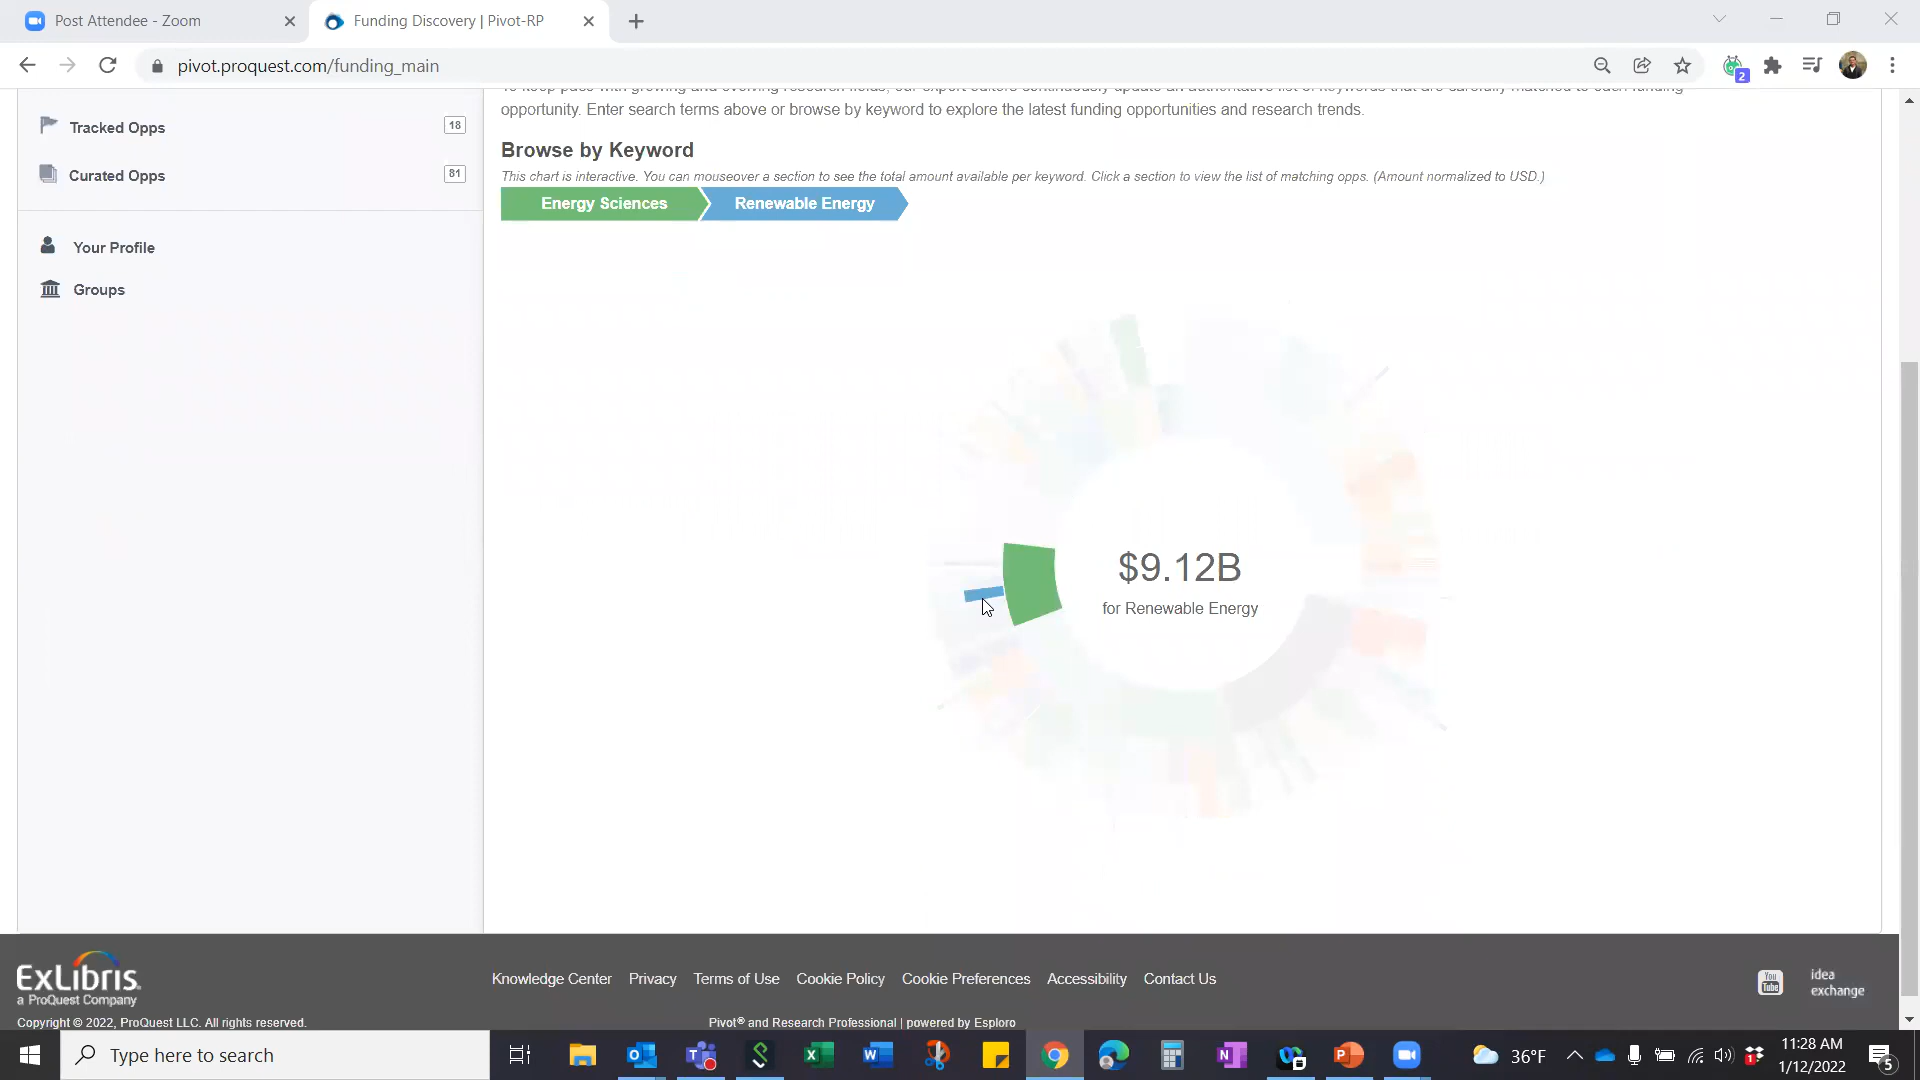 Post Attendee - Zoom
Funding Discovery | Pivot-RP
pivot.proquest.com/funding_main
2
opportunity. Enter search terms above or browse by keyword to explore the latest funding opportunities and research trends.
Tracked Opps 18
Browse by Keyword
Curated Opps 81
This chart is interactive. You can mouseover a section to see the total amount available per keyword. Click a section to view the list of matching opps. (Amount normalized to USD.)
Energy Sciences Renewable Energy
Your Profile
Groups
$9.12B
for Renewable Energy
ExLibris
a ProQuest Company
Knowledge Center Privacy Terms of Use Cookie Policy Cookie Preferences Accessibility Contact Us
You Tube
idea
exchange
Copyright © 2022, ProQuest LLC. All rights reserved.
Pivot® and Research Professional | powered by Esploro
Type here to search
36°F
1
11:28 AM
1/12/2022
5